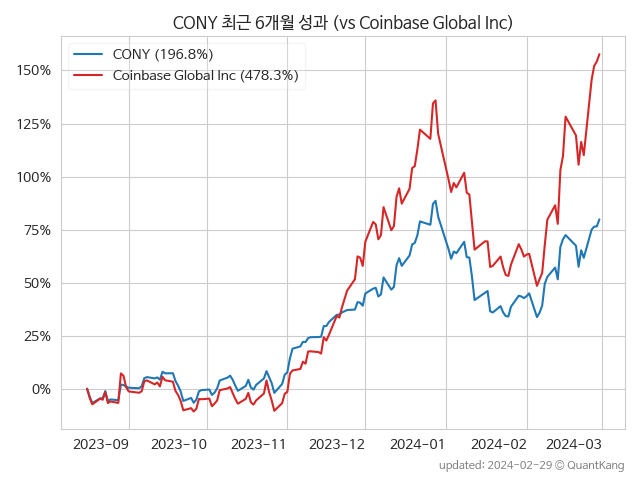 CONY 최근 6개월 성과 (vs Coinbase Global Inc)
CONY (196.8%)
Coinbase Global Inc (478.3%)
150%
125%
100%
75%
50%
25%
0%
2023-09 2023-10 2023-11 2023-12 2024-01 2024-02 2024-03
updated: 2024-02-29 © QuantKang